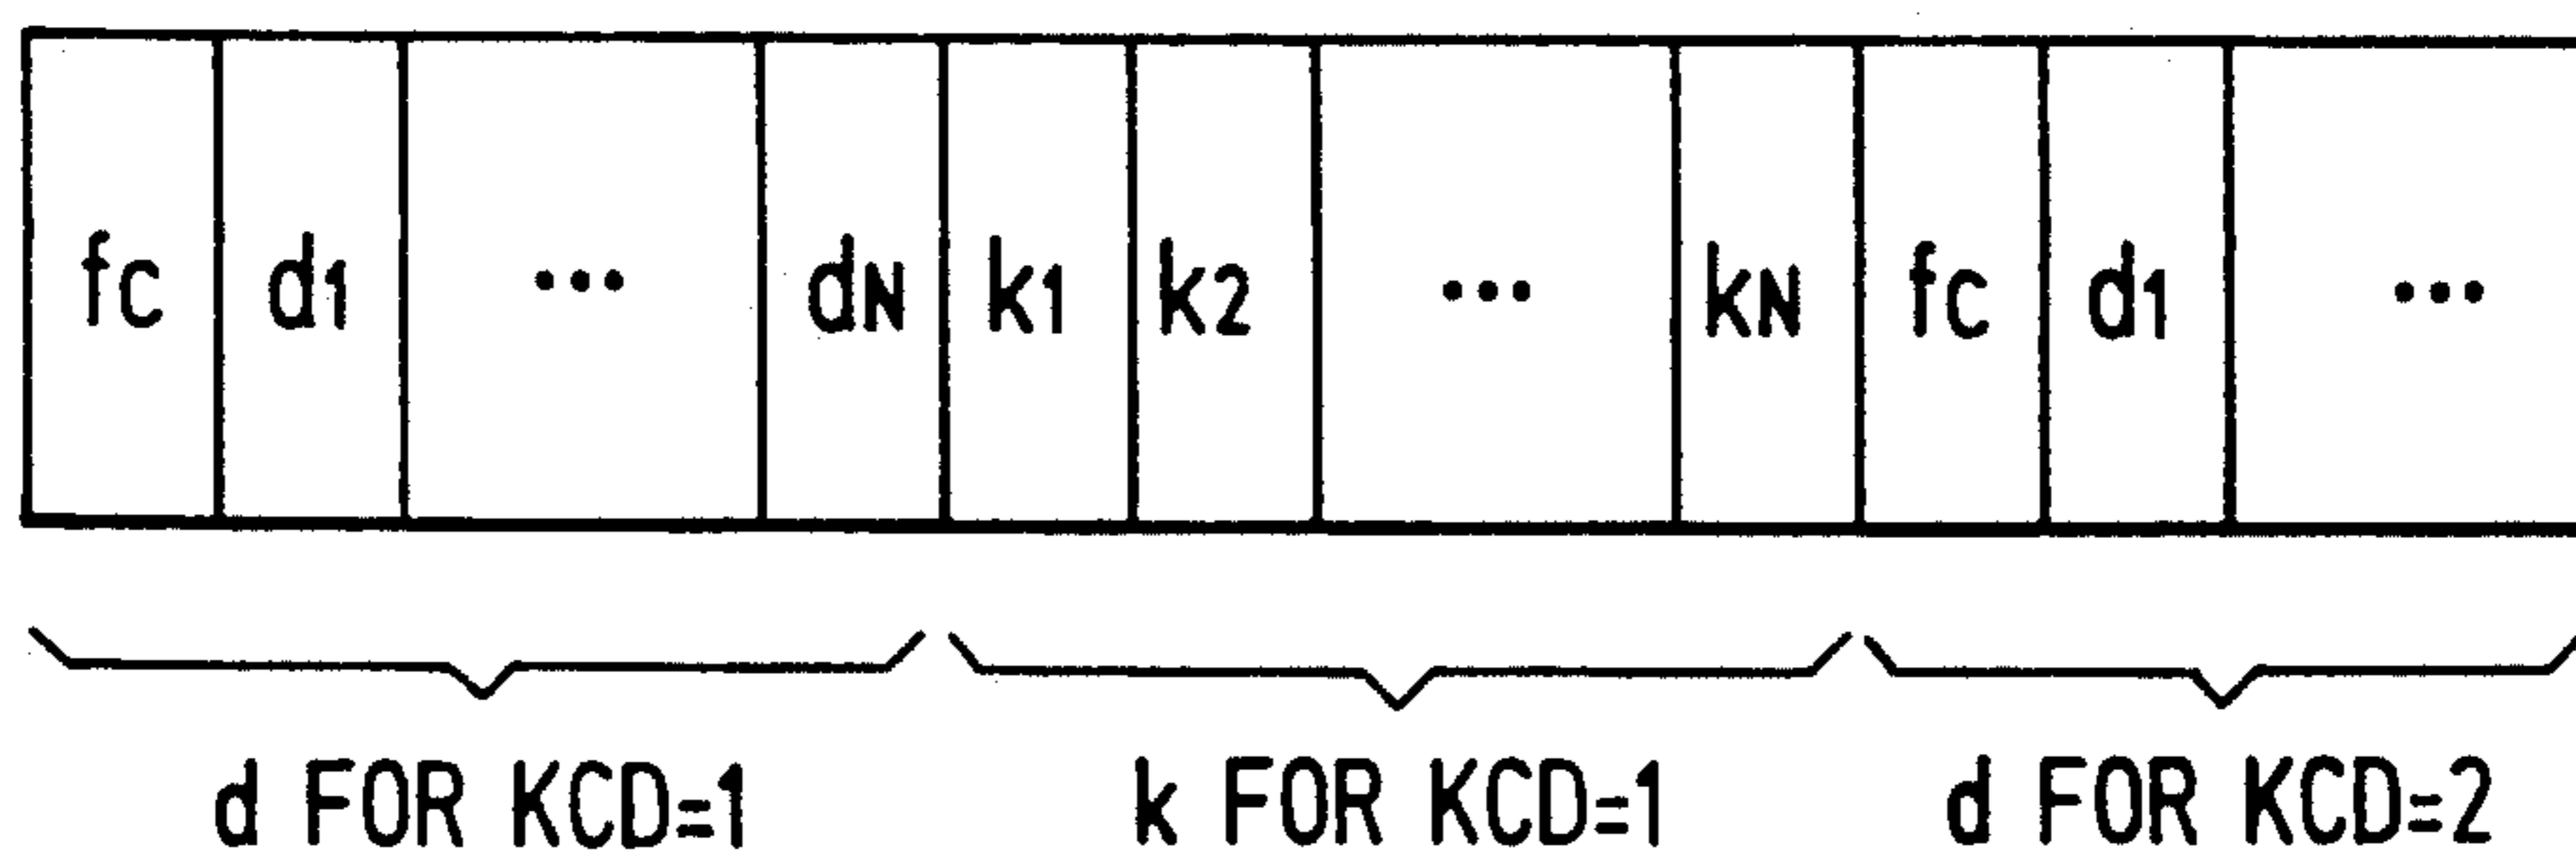 fc d1 ... dN k1 k2 ... kN fc d1 ...
d FOR KCD=1 k FOR KCD=1 d FOR KCD=2